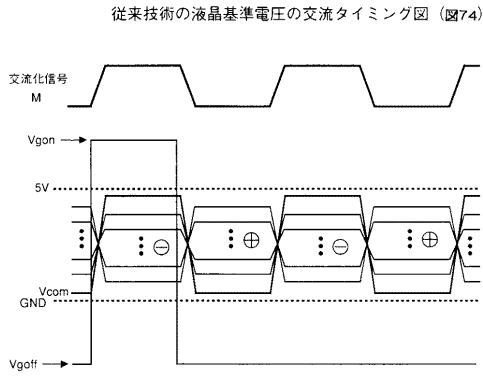 従来技術の液晶基準電圧の交流タイミング図（図74）
交流化信号
M
Vgon
5V
⊖ ⊕ ⊖ ⊕
Vcom
GND
Vgoff